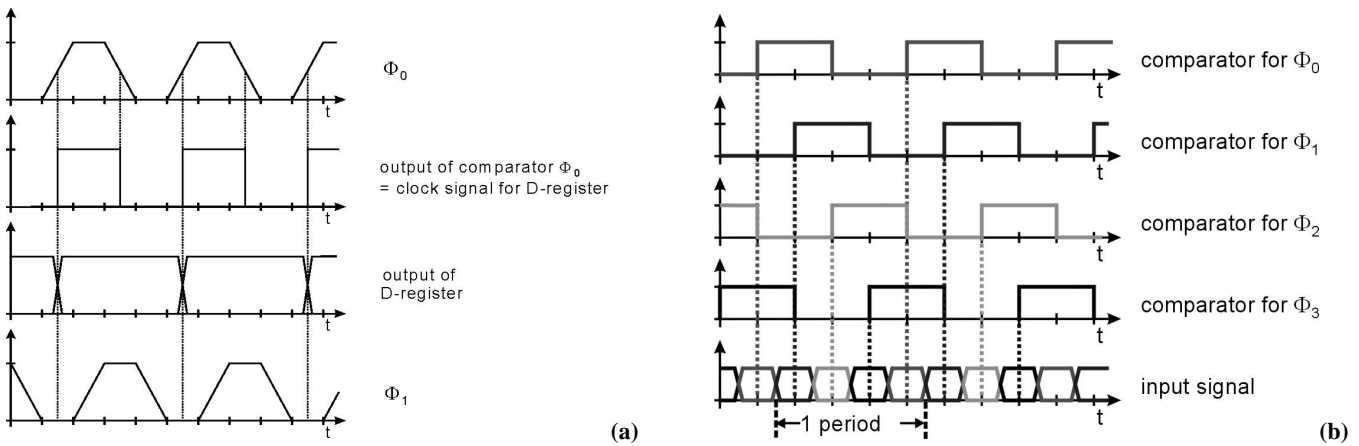 Φ0
t
output of comparator Φ0
= clock signal for D-register
t
output of
D-register
t
Φ1
t
(a)
comparator for Φ0
t
comparator for Φ1
t
comparator for Φ2
t
comparator for Φ3
t
input signal
t
1 period
(b)